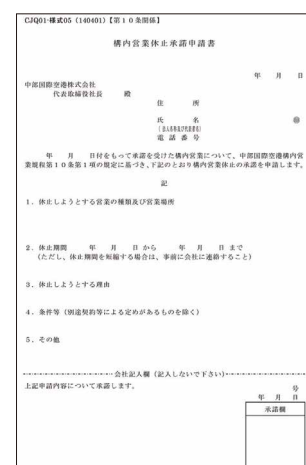 CJQ01-様式05（140401）【第１０条関係】
構内営業休止承諾申請書
年　月　日
中部国際空港株式会社
代表取締役社長　殿
住　所
氏　名　㊞
（法人名称及び代表者名）
電話番号
年　月　日付をもって承諾を受けた構内営業について、中部国際空港構内営
業規程第１０条第１項の規定に基づき、下記のとおり構内営業休止の承諾を申請します。
記
１．休止しようとする営業の種類及び営業場所
２．休止期間　年　月　日 から　年　月　日 まで
（ただし、休止期間を短縮する場合は、事前に会社に連絡すること）
３．休止しようとする理由
４．条件等（別途契約等による定めがあるものを除く）
５．その他
会社記入欄（記入しないで下さい）
上記申請内容について承諾します。
号
年　月　日
承諾欄